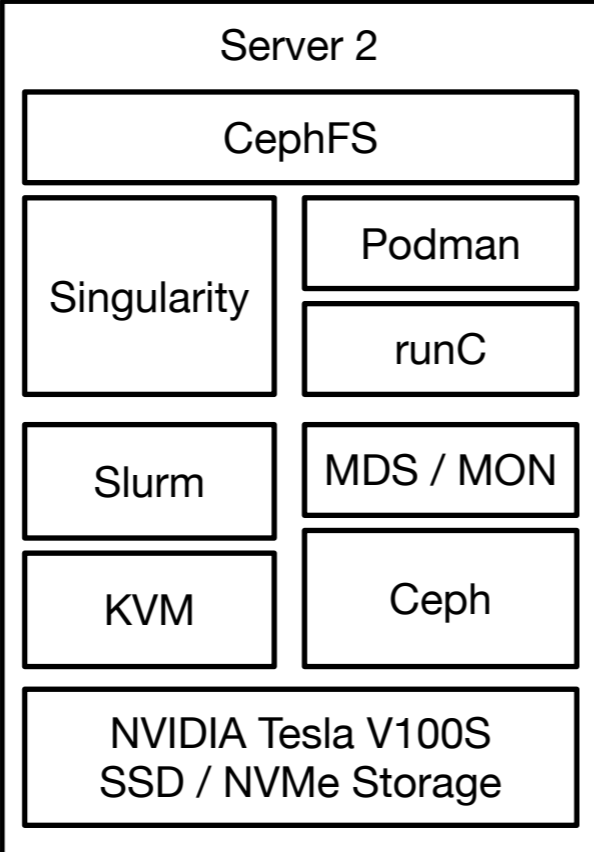 Server 2
CephFS
Singularity
Podman
runC
Slurm
MDS / MON
KVM
Ceph
NVIDIA Tesla V100S
SSD / NVMe Storage